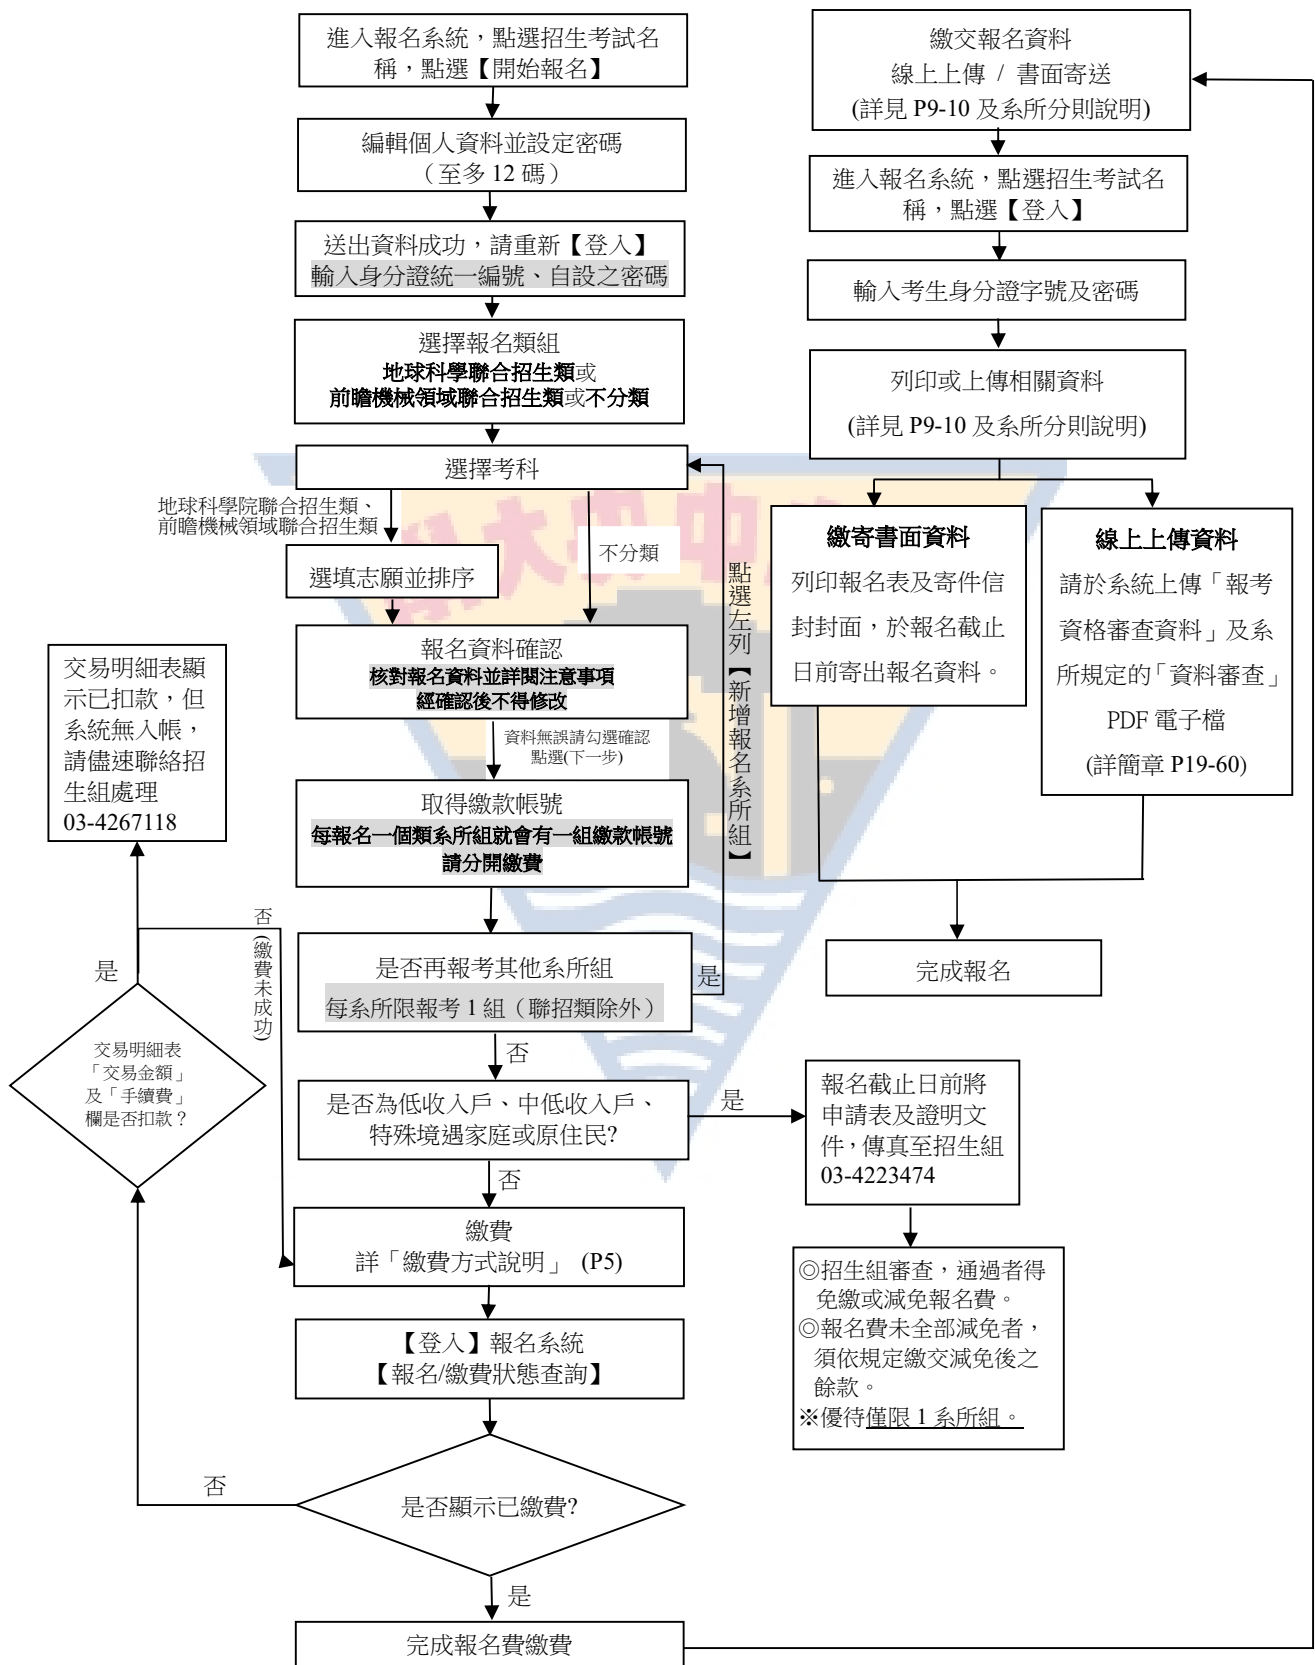 進入報名系統，點選招生考試名
稱，點選【開始報名】
編輯個人資料並設定密碼
（至多 12 碼）
送出資料成功，請重新【登入】
輸入身分證統一編號、自設之密碼
選擇報名類組
地球科學聯合招生類或
前瞻機械領域聯合招生類或不分類
選擇考科
地球科學院聯合招生類、
前瞻機械領域聯合招生類
不分類
選填志願並排序
報名資料確認
核對報名資料並詳閱注意事項
經確認後不得修改
資料無誤請勾選確認
點選(下一步)
取得繳款帳號
每報名一個類系所組就會有一組繳款帳號
請分開繳費
點選左列【新增報名系所組】
是否再報考其他系所組
每系所限報考 1 組（聯招類除外）
是
否
是否為低收入戶、中低收入戶、
特殊境遇家庭或原住民?
是
否
報名截止日前將
申請表及證明文
件，傳真至招生組
03-4223474
◎招生組審查，通過者得
免繳或減免報名費。
◎報名費未全部減免者，
須依規定繳交減免後之
餘款。
※優待僅限 1 系所組。
繳費
詳「繳費方式說明」 (P5)
【登入】報名系統
【報名/繳費狀態查詢】
是否顯示已繳費?
否
是
完成報名費繳費
交易明細表
「交易金額」
及「手續費」
欄是否扣款？
是
否(繳費未成功)
交易明細表顯
示已扣款，但
系統無入帳，
請儘速聯絡招
生組處理
03-4267118
繳交報名資料
線上上傳 / 書面寄送
(詳見 P9-10 及系所分則說明)
進入報名系統，點選招生考試名
稱，點選【登入】
輸入考生身分證字號及密碼
列印或上傳相關資料
(詳見 P9-10 及系所分則說明)
繳寄書面資料
列印報名表及寄件信
封封面，於報名截止
日前寄出報名資料。
線上上傳資料
請於系統上傳「報考
資格審查資料」及系
所規定的「資料審查」
PDF 電子檔
(詳簡章 P19-60)
完成報名
學大央中